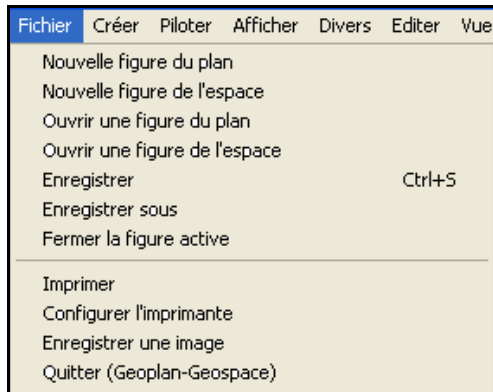 Fichier Créer Piloter Afficher Divers Editer Vue
Nouvelle figure du plan
Nouvelle figure de l'espace
Ouvrir une figure du plan
Ouvrir une figure de l'espace
Enregistrer Ctrl+S
Enregistrer sous
Fermer la figure active
Imprimer
Configurer l'imprimante
Enregistrer une image
Quitter (Geoplan-Geospace)